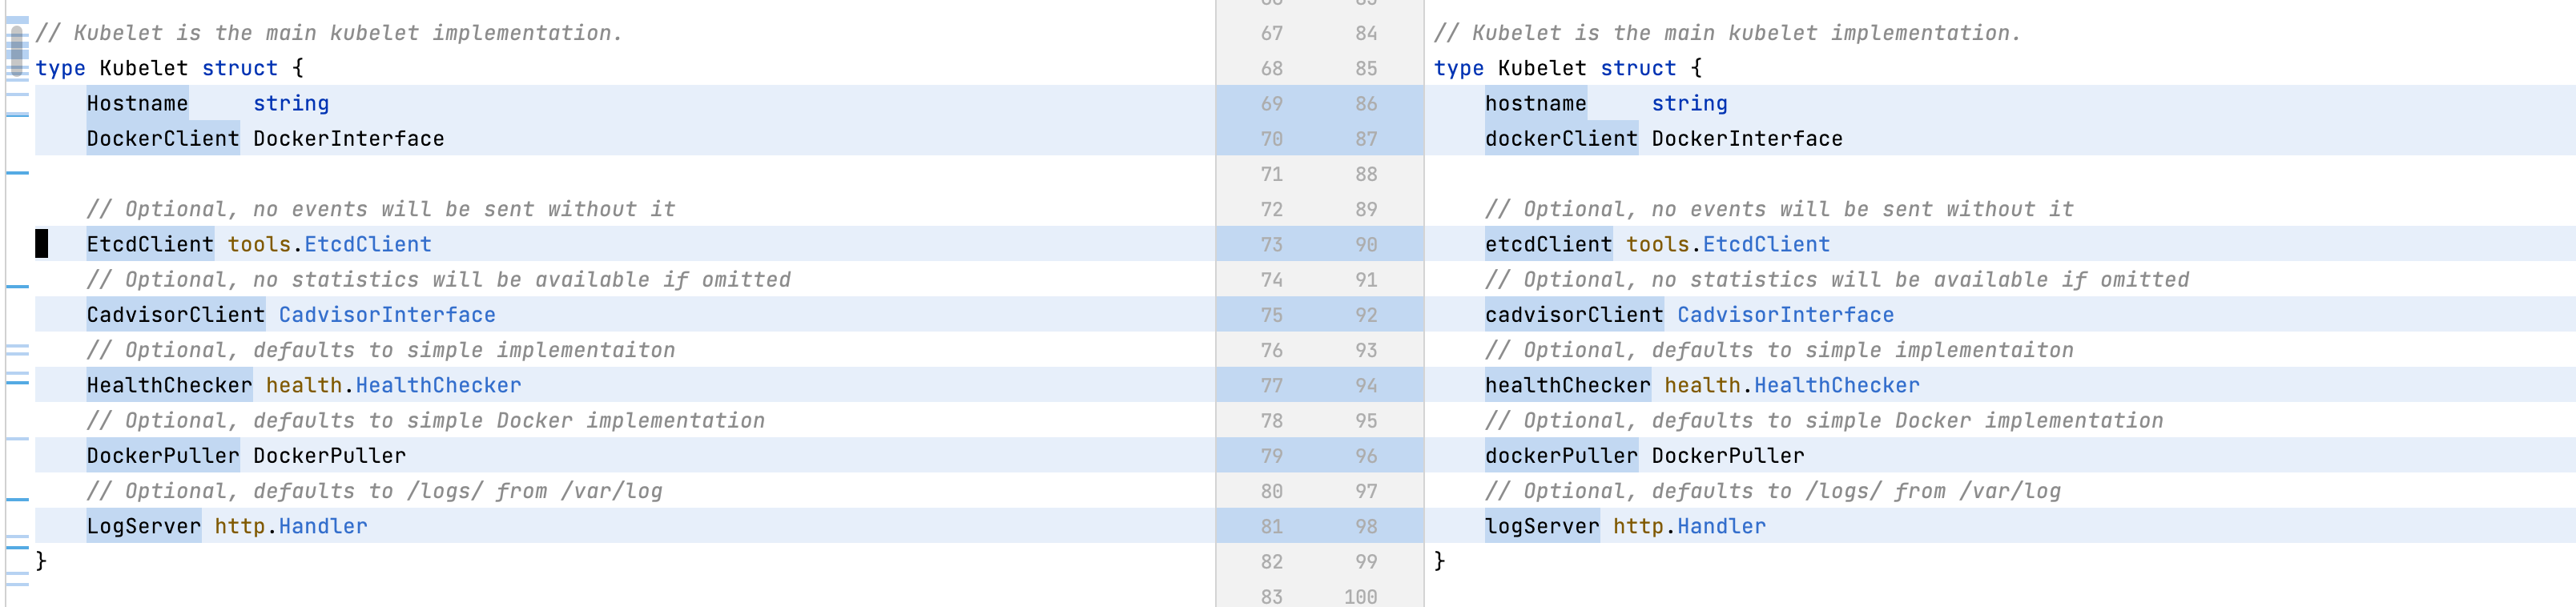 // Kubelet is the main kubelet implementation. 67 84 // Kubelet is the main kubelet implementation.
type Kubelet struct { 68 85 type Kubelet struct {
Hostname string 69 86 hostname string
DockerClient DockerInterface 70 87 dockerClient DockerInterface
71 88
// Optional, no events will be sent without it 72 89 // Optional, no events will be sent without it
EtcdClient tools.EtcdClient 73 90 etcdClient tools.EtcdClient
// Optional, no statistics will be available if omitted 74 91 // Optional, no statistics will be available if omitted
CadvisorClient CadvisorInterface 75 92 cadvisorClient CadvisorInterface
// Optional, defaults to simple implementaiton 76 93 // Optional, defaults to simple implementaiton
HealthChecker health.HealthChecker 77 94 healthChecker health.HealthChecker
// Optional, defaults to simple Docker implementation 78 95 // Optional, defaults to simple Docker implementation
DockerPuller DockerPuller 79 96 dockerPuller DockerPuller
// Optional, defaults to /logs/ from /var/log 80 97 // Optional, defaults to /logs/ from /var/log
LogServer http.Handler 81 98 logServer http.Handler
} 82 99 }
83 100